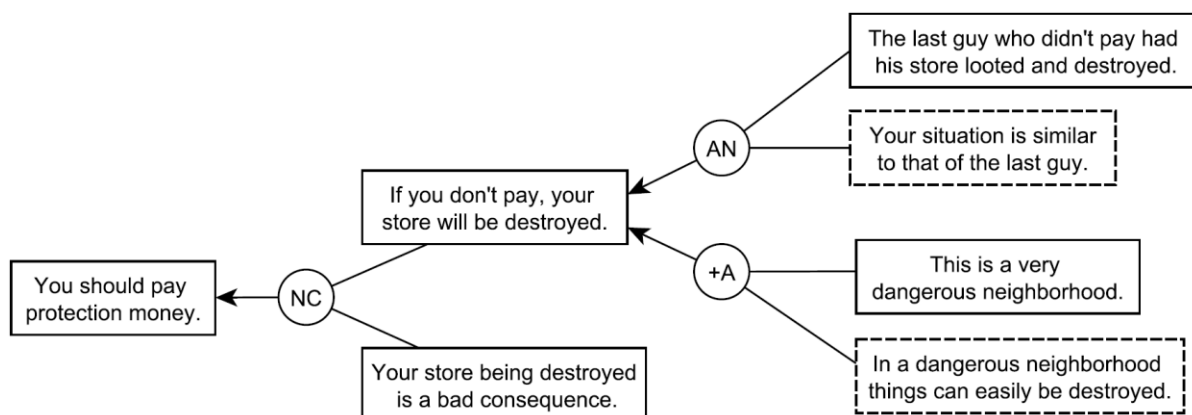 The last guy who didn't pay had
his store looted and destroyed.
AN
Your situation is similar
to that of the last guy.
If you don't pay, your
store will be destroyed.
You should pay
protection money.
NC
+A
This is a very
dangerous neighborhood.
Your store being destroyed
is a bad consequence.
In a dangerous neighborhood
things can easily be destroyed.